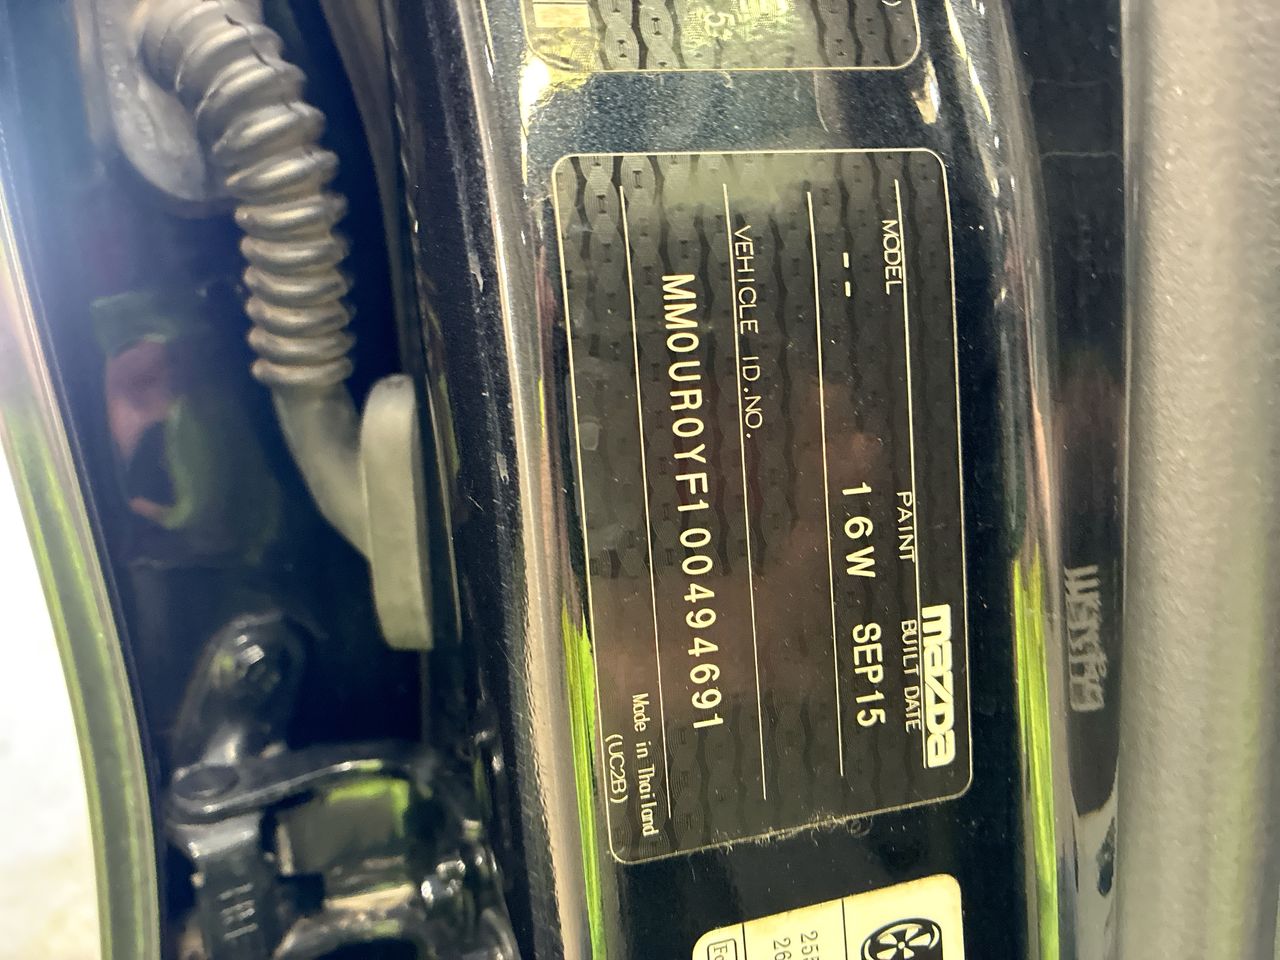 mazda
MODEL PAINT BUILT DATE
-- 16W SEP15
VEHICLE ID.NO.
MM0UR0YF100494691
Made in Thailand
(UC2B)